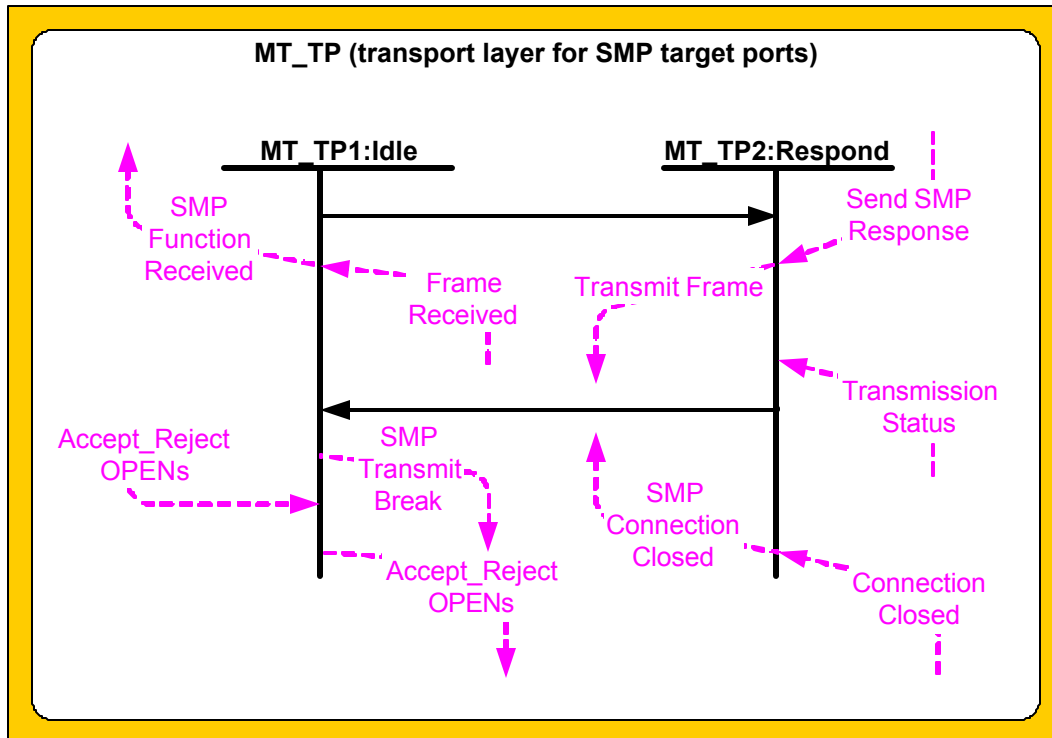 MT_TP (transport layer for SMP target ports)
MT_TP1:Idle
MT_TP2:Respond
SMP
Function
Received
Frame
Received
Send SMP
Response
Transmit Frame
Transmission
Status
Accept_Reject
OPENs
SMP
Transmit
Break
Accept_Reject
OPENs
SMP
Connection
Closed
Connection
Closed